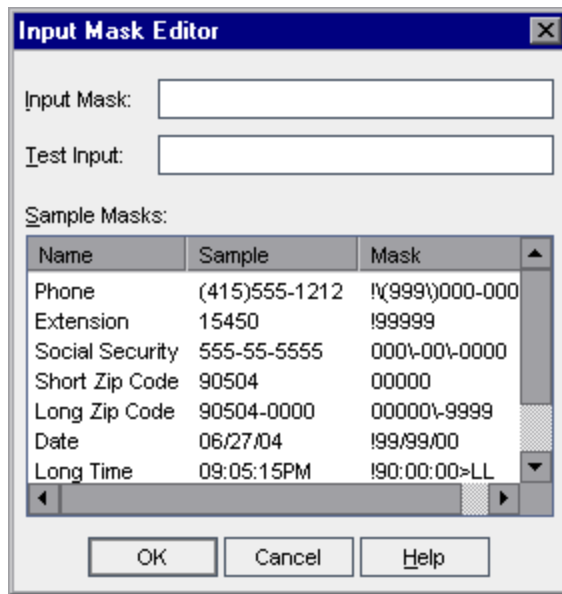 Input Mask Editor
Input Mask:
Test Input:
Sample Masks:
Name Sample Mask
Phone (415)555-1212 !\(999\)000-000
Extension 15450 !99999
Social Security 555-55-5555 000\-00\-0000
Short Zip Code 90504 00000
Long Zip Code 90504-0000 00000\-9999
Date 06/27/04 !99/99/00
Long Time 09:05:15PM !90:00:00>LL
OK Cancel Help